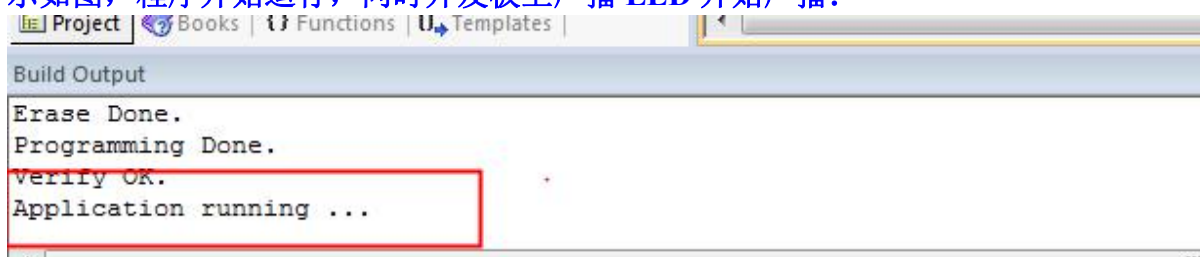 Project Books {} Functions Templates
Build Output
Erase Done.
Programming Done.
Verify OK.
Application running ...